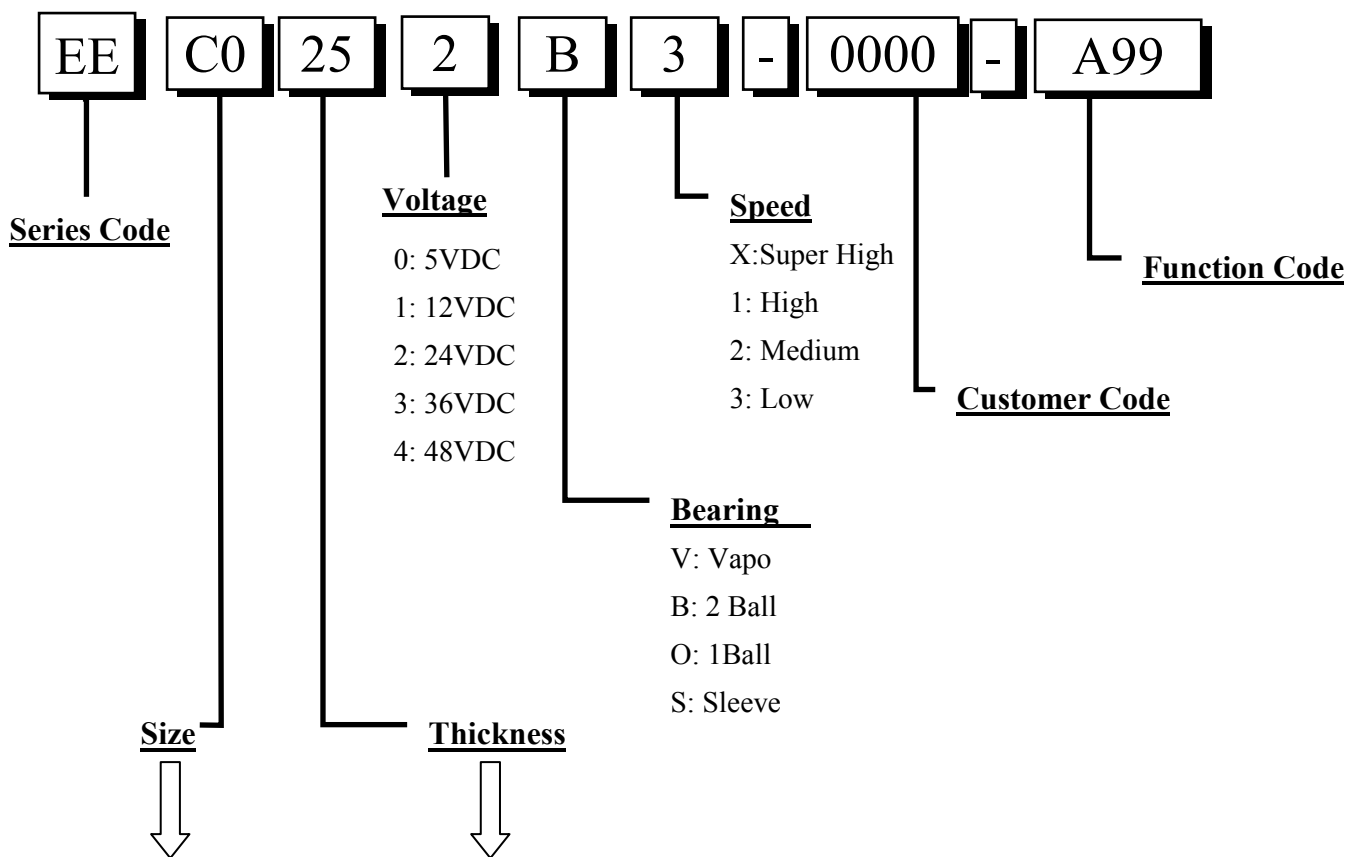 EE C0 25 2 B 3 - 0000 - A99
Series Code
Voltage
0: 5VDC
1: 12VDC
2: 24VDC
3: 36VDC
4: 48VDC
Speed
X:Super High
1: High
2: Medium
3: Low
Function Code
Customer Code
Bearing
V: Vapo
B: 2 Ball
O: 1Ball
S: Sleeve
Size
Thickness